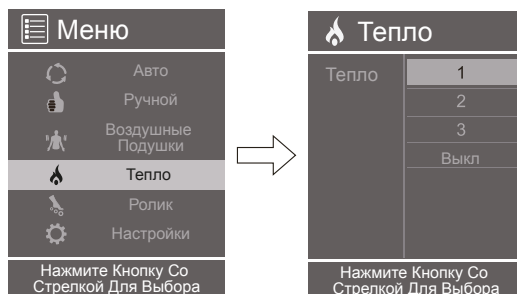 Меню
Авто
Ручной
Воздушные
Подушки
Тепло
Ролик
Настройки
Нажмите Кнопку Со
Стрелкой Для Выбора
Тепло
Тепло
1
2
3
Выкл
Нажмите Кнопку Со
Стрелкой Для Выбора